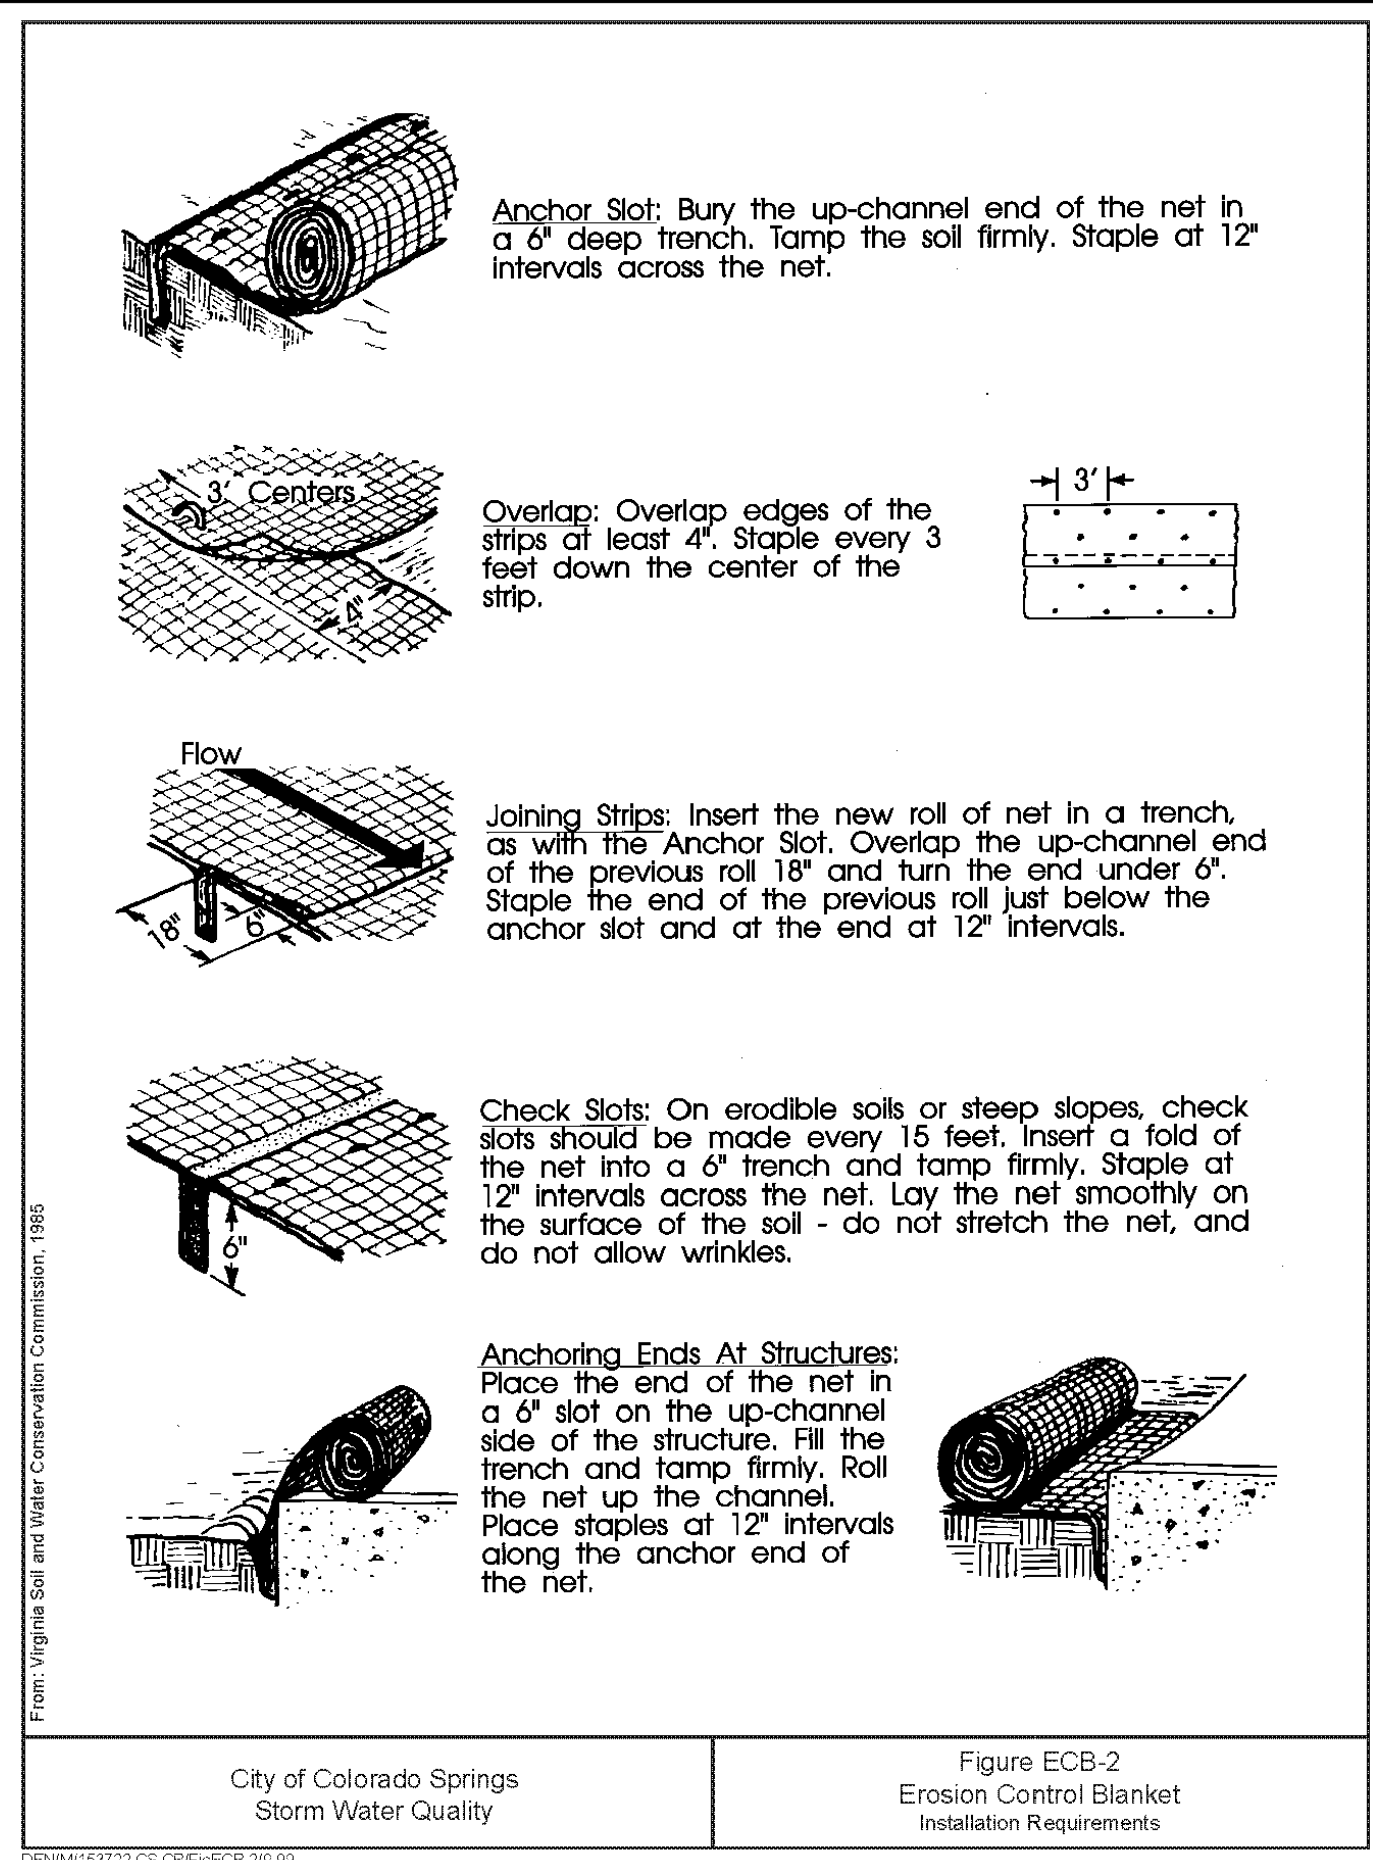 Anchor Slot: Bury the up-channel end of the net in
a 6" deep trench. Tamp the soil firmly. Staple at 12"
intervals across the net.
3' Centers
4"
Overlap: Overlap edges of the
strips at least 4". Staple every 3
feet down the center of the
strip.
3'
Flow
18"
6"
Joining Strips: Insert the new roll of net in a trench,
as with the Anchor Slot. Overlap the up-channel end
of the previous roll 18" and turn the end under 6".
Staple the end of the previous roll just below the
anchor slot and at the end at 12" intervals.
6"
Check Slots: On erodible soils or steep slopes, check
slots should be made every 15 feet. Insert a fold of
the net into a 6" trench and tamp firmly. Staple at
12" intervals across the net. Lay the net smoothly on
the surface of the soil - do not stretch the net, and
do not allow wrinkles.
Anchoring Ends At Structures:
Place the end of the net in
a 6" slot on the up-channel
side of the structure. Fill the
trench and tamp firmly. Roll
the net up the channel.
Place staples at 12" intervals
along the anchor end of
the net.
From: Virginia Soil and Water Conservation Commission, 1985
City of Colorado Springs
Storm Water Quality
Figure ECB-2
Erosion Control Blanket
Installation Requirements